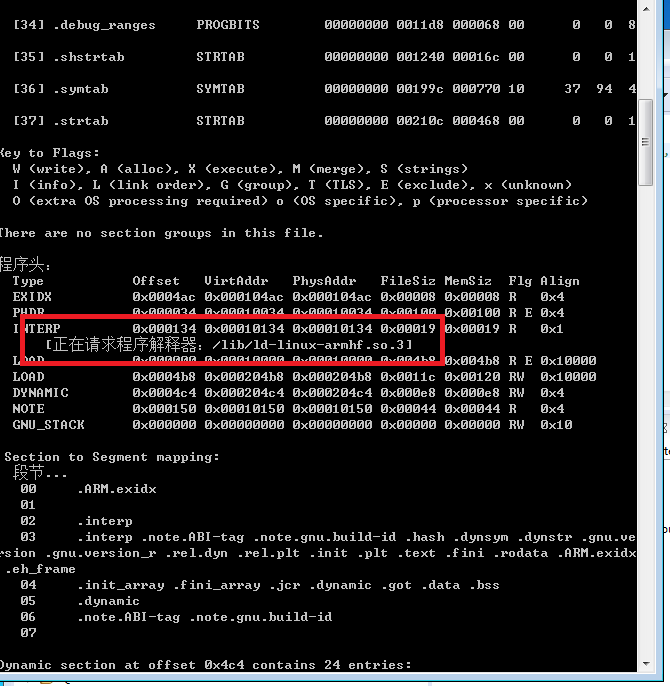 [34] .debug_ranges PROGBITS 00000000 0011d8 000068 00 0 0 8
[35] .shstrtab STRTAB 00000000 001240 00016c 00 0 0 1
[36] .symtab SYMTAB 00000000 00199c 000770 10 37 94 4
[37] .strtab STRTAB 00000000 00210c 000468 00 0 0 1
Key to Flags:
W (write), A (alloc), X (execute), M (merge), S (strings)
I (info), L (link order), G (group), T (TLS), E (exclude), x (unknown)
O (extra OS processing required) o (OS specific), p (processor specific)
There are no section groups in this file.
程序头:
Type Offset VirtAddr PhysAddr FileSiz MemSiz Flg Align
EXIDX 0x0004ac 0x000104ac 0x000104ac 0x00008 0x00008 R 0x4
PHDR 0x000034 0x00010034 0x00010034 0x00100 0x00100 R E 0x4
INTERP 0x000134 0x00010134 0x00010134 0x00019 0x00019 R 0x1
[正在请求程序解释器: /lib/ld-linux-armhf.so.3]
LOAD 0x000000 0x00010000 0x00010000 0x004b8 0x004b8 R E 0x10000
LOAD 0x0004b8 0x000204b8 0x000204b8 0x0011c 0x00120 RW 0x10000
DYNAMIC 0x0004c4 0x000204c4 0x000204c4 0x000e8 0x000e8 RW 0x4
NOTE 0x000150 0x00010150 0x00010150 0x00044 0x00044 R 0x4
GNU_STACK 0x000000 0x00000000 0x00000000 0x00000 0x00000 RW 0x10
Section to Segment mapping:
段节...
00 .ARM.exidx
01
02 .interp
03 .interp .note.ABI-tag .note.gnu.build-id .hash .dynsym .dynstr .gnu.ve
rsion .gnu.version_r .rel.dyn .rel.plt .init .plt .text .fini .rodata .ARM.exidx
.eh_frame
04 .init_array .fini_array .jcr .dynamic .got .data .bss
05 .dynamic
06 .note.ABI-tag .note.gnu.build-id
07
Dynamic section at offset 0x4c4 contains 24 entries: